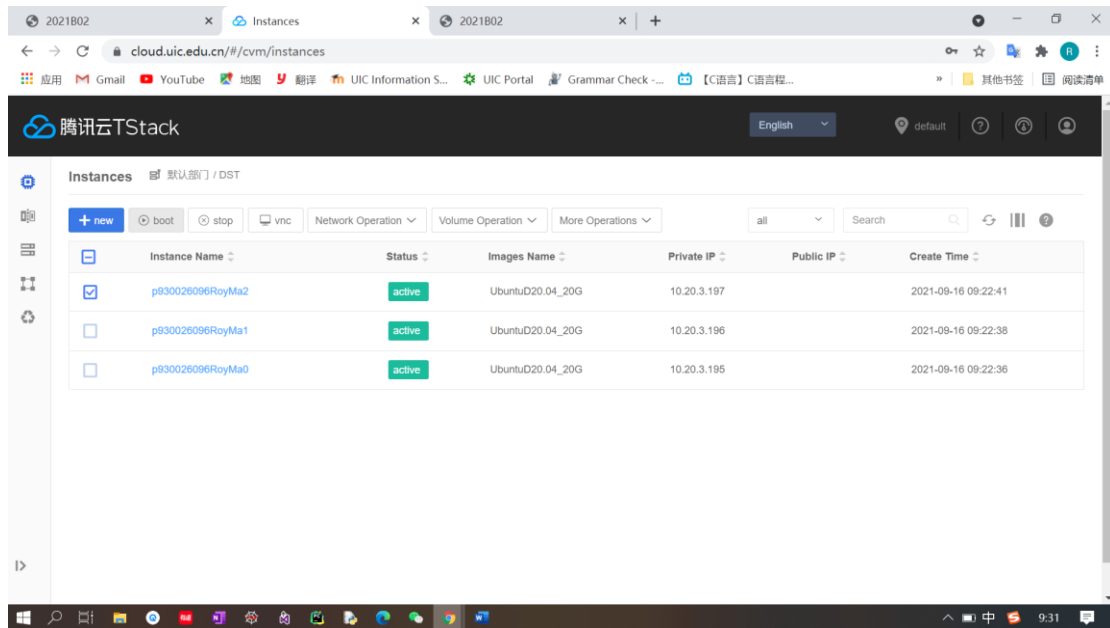 2021B02
Instances
2021B02
cloud.uic.edu.cn/#/cvm/instances
R
应用 Gmail YouTube 地图 翻译 UIC Information S... UIC Portal Grammar Check -... 【C语言】C语言程... » 其他书签 阅读清单
腾讯云TStack English default
Instances 默认部门 / DST
+ new boot stop vnc Network Operation Volume Operation More Operations all Search
Instance Name Status Images Name Private IP Public IP Create Time
p930026096RoyMa2 active UbuntuD20.04_20G 10.20.3.197 2021-09-16 09:22:41
p930026096RoyMa1 active UbuntuD20.04_20G 10.20.3.196 2021-09-16 09:22:38
p930026096RoyMa0 active UbuntuD20.04_20G 10.20.3.195 2021-09-16 09:22:36
中 9:31